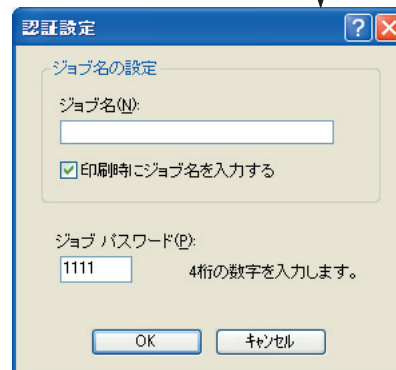 認証設定
ジョブ名の設定
ジョブ名(N):
印刷時にジョブ名を入力する
ジョブ パスワード(P):
1111 4桁の数字を入力します。
OK キャンセル